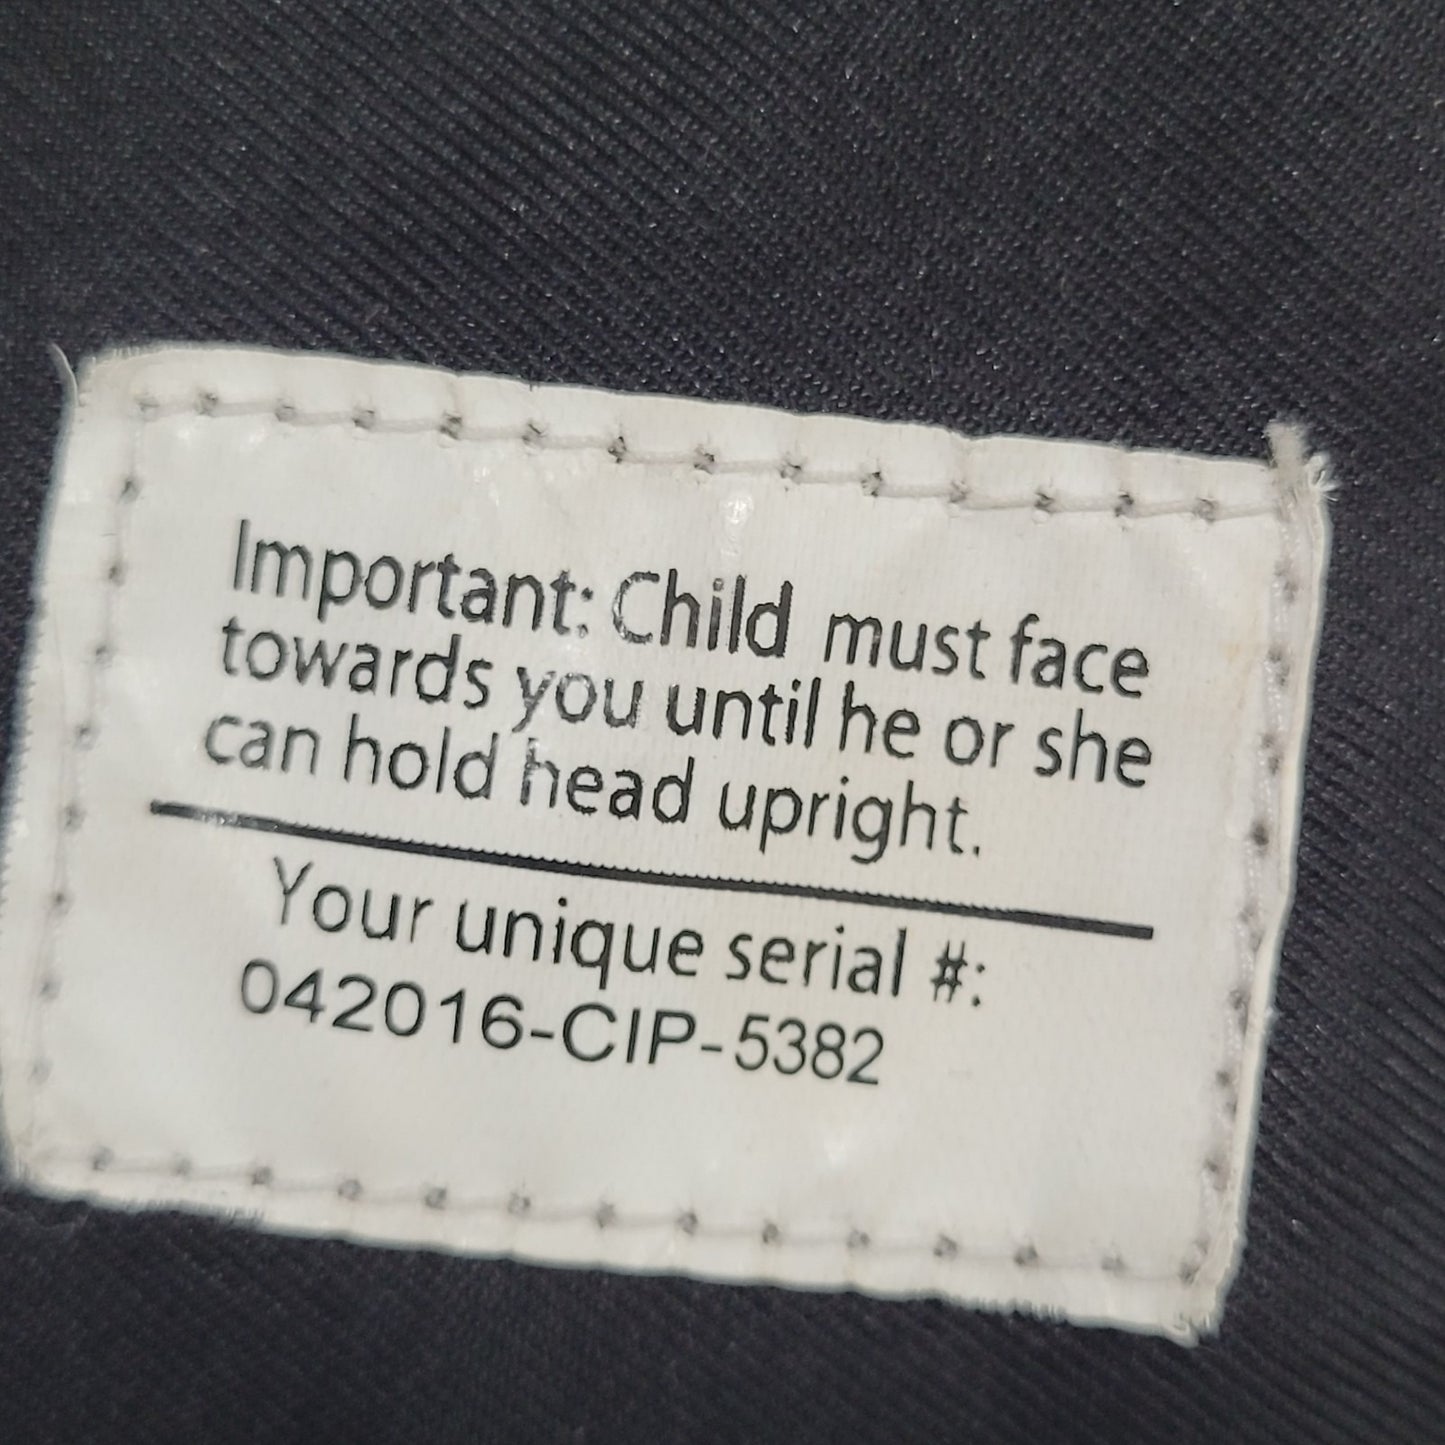 Important: Child must face
towards you until he or she
can hold head upright.
Your unique serial #:
042016-CIP-5382